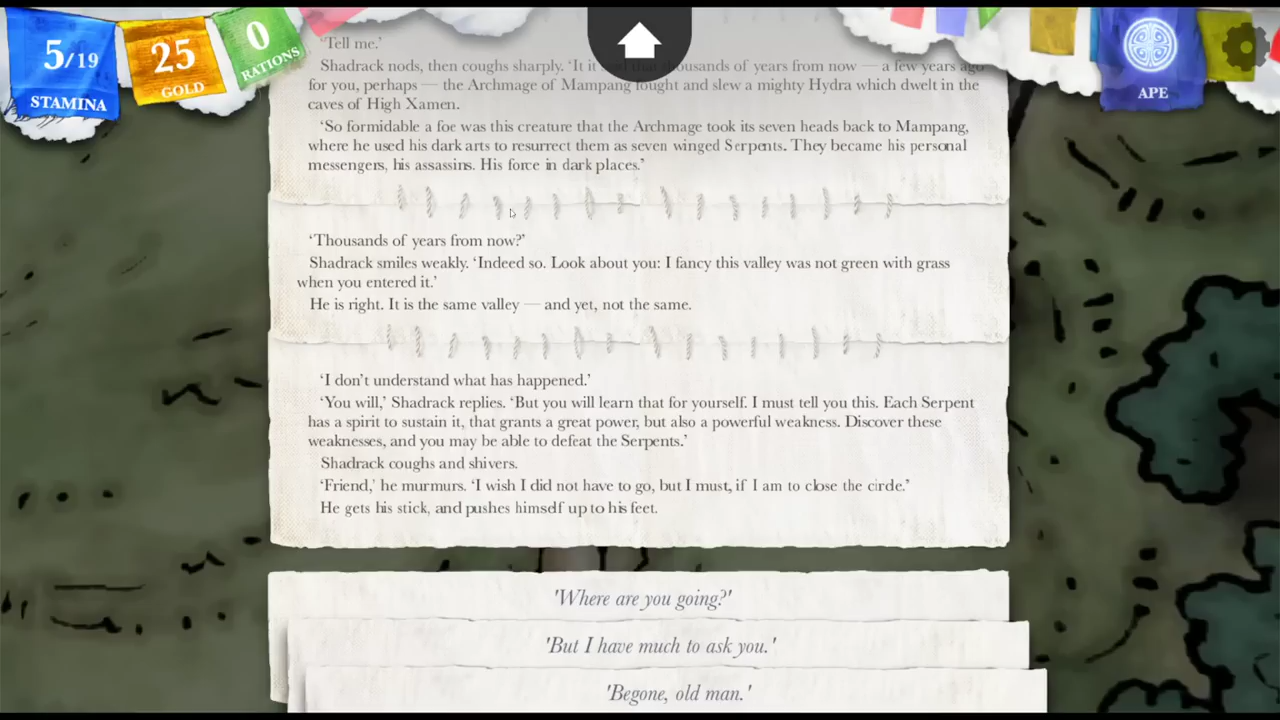 5/19
STAMINA
25
GOLD
0
RATIONS
APE
'Tell me.'
Shadrack nods, then coughs sharply. 'It it thousands of years from now — a few years ago
for you, perhaps — the Archmage of Mampang fought and slew a mighty Hydra which dwelt in the
caves of High Xamen.
'So formidable a foe was this creature that the Archmage took its seven heads back to Mampang,
where he used his dark arts to resurrect them as seven winged Serpents. They became his personal
messengers, his assassins. His force in dark places.'
'Thousands of years from now?'
Shadrack smiles weakly. 'Indeed so. Look about you: I fancy this valley was not green with grass
when you entered it.'
He is right. It is the same valley — and yet, not the same.
'I don't understand what has happened.'
'You will,' Shadrack replies. 'But you will learn that for yourself. I must tell you this. Each Serpent
has a spirit to sustain it, that grants a great power, but also a powerful weakness. Discover these
weaknesses, and you may be able to defeat the Serpents.'
Shadrack coughs and shivers.
'Friend,' he murmurs. 'I wish I did not have to go, but I must, if I am to close the circle.'
He gets his stick, and pushes himself up to his feet.
'Where are you going?'
'But I have much to ask you.'
'Begone, old man.'